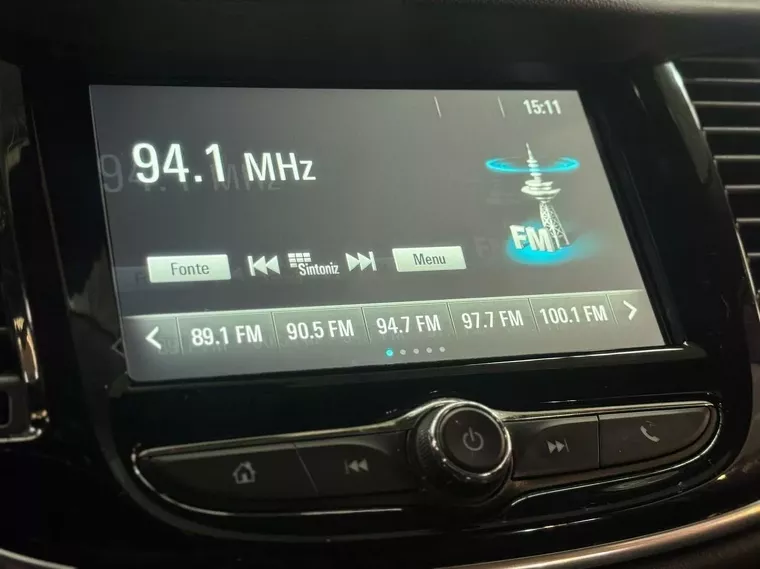 15:11
94.1 MHz
FM
Fonte
Sintoniz
Menu
89.1 FM 90.5 FM 94.7 FM 97.7 FM 100.1 FM